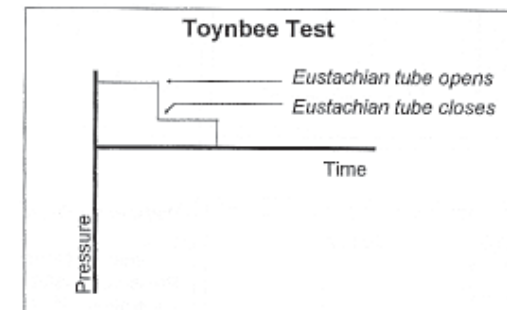 Toynbee Test
Eustachian tube opens
Eustachian tube closes
Time
Pressure